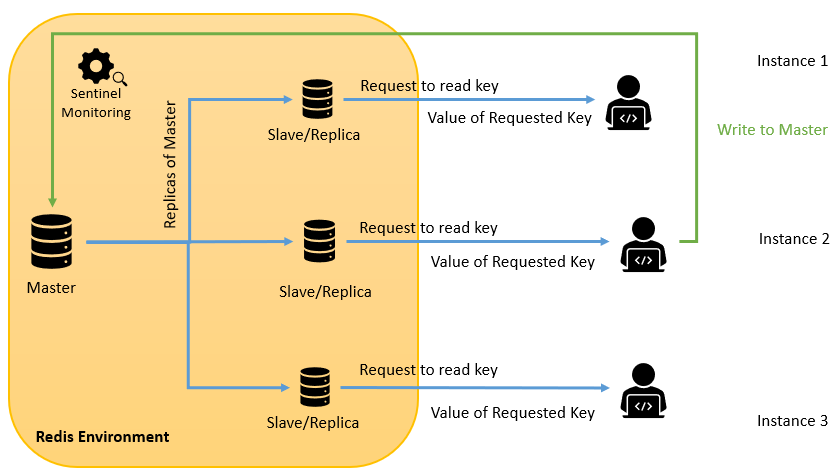 Instance 1
Sentinel
Monitoring
Request to read key
Value of Requested Key
Slave/Replica
Write to Master
Replicas of Master
Request to read key
Instance 2
Value of Requested Key
Master
Slave/Replica
Request to read key
Value of Requested Key
Slave/Replica
Instance 3
Redis Environment